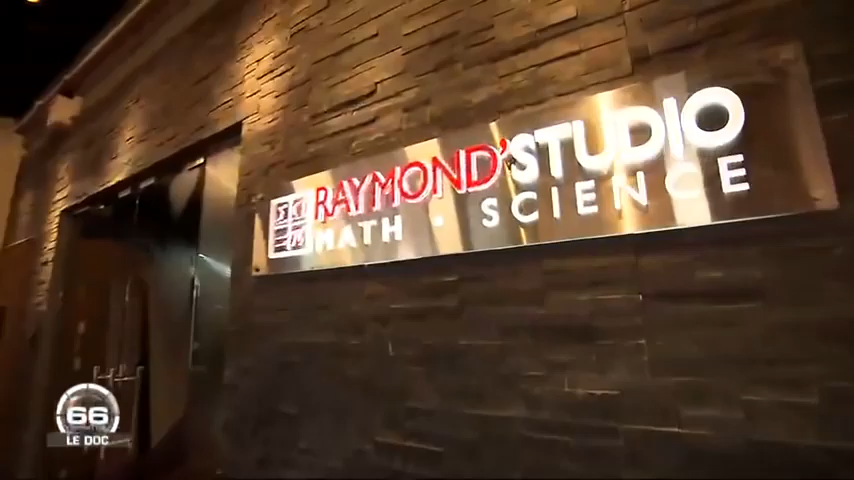 RAYMOND'STUDIO
MATH · SCIENCE
66
LE DOC